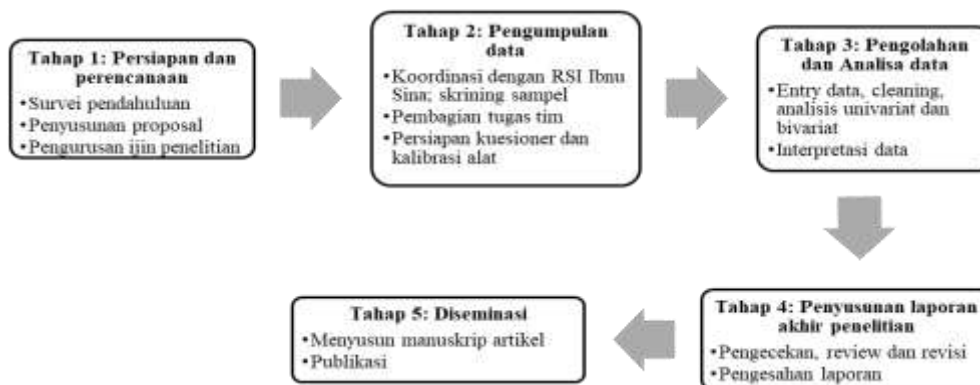 Tahap 1: Persiapan dan
perencanaan
•Survei pendahuluan
•Penyusunan proposal
•Pengurusan ijin penelitian
Tahap 2: Pengumpulan
data
•Koordinasi dengan RSI Ibnu
Sina; skrining sampel
•Pembagian tugas tim
•Persiapan kuesioner dan
kalibrasi alat
Tahap 3: Pengolahan
dan Analisa data
•Entry data, cleaning,
analisis univariat dan
bivariat
•Interpretasi data
Tahap 4: Penyusunan laporan
akhir penelitian
•Pengecekan, review dan revisi
•Pengesahan laporan
Tahap 5: Diseminasi
•Menyusun manuskrip artikel
•Publikasi